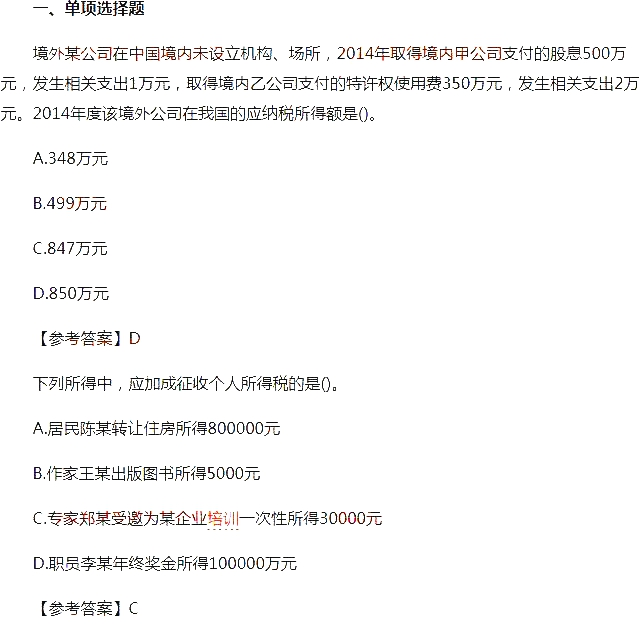 一、单项选择题
境外某公司在中国境内未设立机构、场所，2014年取得境内甲公司支付的股息500万
元，发生相关支出1万元，取得境内乙公司支付的特许权使用费350万元，发生相关支出2万
元。2014年度该境外公司在我国的应纳税所得额是()。
A.348万元
B.499万元
C.847万元
D.850万元
【参考答案】D
下列所得中，应加成征收个人所得税的是()。
A.居民陈某转让住房所得800000元
B.作家王某出版图书所得5000元
C.专家郑某受邀为某企业培训一次性所得30000元
D.职员李某年终奖金所得100000万元
【参考答案】C